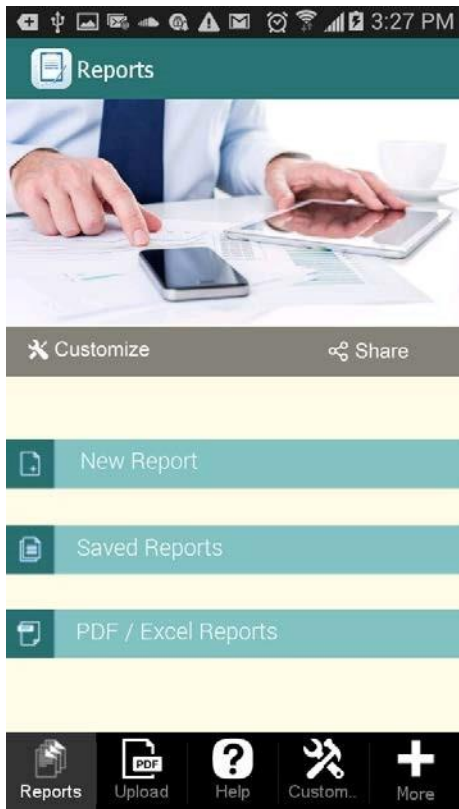 3:27 PM
Reports
Customize
Share
New Report
Saved Reports
PDF / Excel Reports
PDF
Reports
Upload
Help
Custom..
More